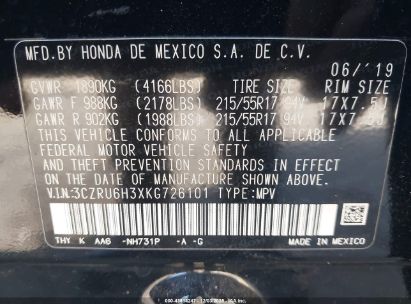 MFD. BY HONDA DE MEXICO S.A. DE C.V.
06/'19
GVWR 1890KG (4166LBS) TIRE SIZE RIM SIZE
GAWR F 988KG (2178LBS) 215/55R17 94V 17X7.5J
GAWR R 902KG (1988LBS) 215/55R17 94V 17X7.5J
THIS VEHICLE CONFORMS TO ALL APPLICABLE
FEDERAL MOTOR VEHICLE SAFETY
AND THEFT PREVENTION STANDARDS IN EFFECT ON
THE DATE OF MANUFACTURE SHOWN ABOVE.
V.I.N:3CZRU6H3XKG726101 TYPE:MPV
THY K AA6 -NH731P -A -G
MADE IN MEXICO